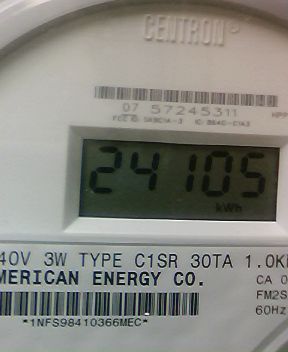 CENTRON®
07 57245311
24105
kWh
40V 3W TYPE C1SR 30TA 1.0K
MERICAN ENERGY CO.
CA 0
FM2S
60Hz
*1NFS98410366MEC*